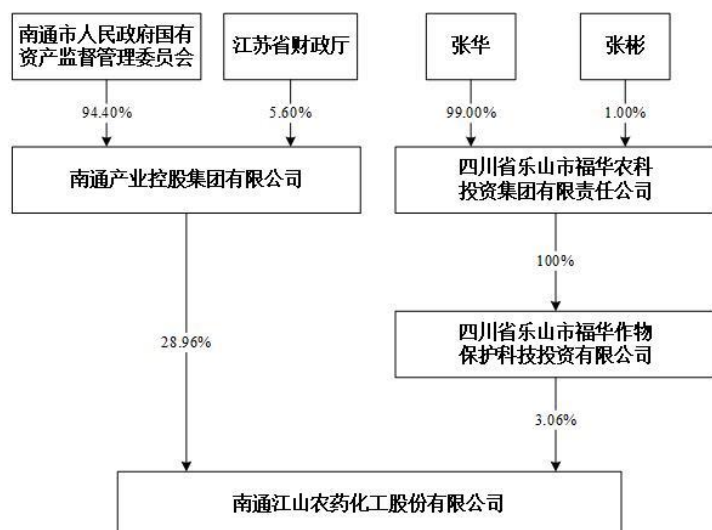 南通市人民政府国有
资产监督管理委员会
江苏省财政厅
张华
张彬
94.40%
5.60%
99.00%
1.00%
南通产业控股集团有限公司
四川省乐山市福华农科
投资集团有限责任公司
100%
四川省乐山市福华作物
保护科技投资有限公司
28.96%
3.06%
南通江山农药化工股份有限公司